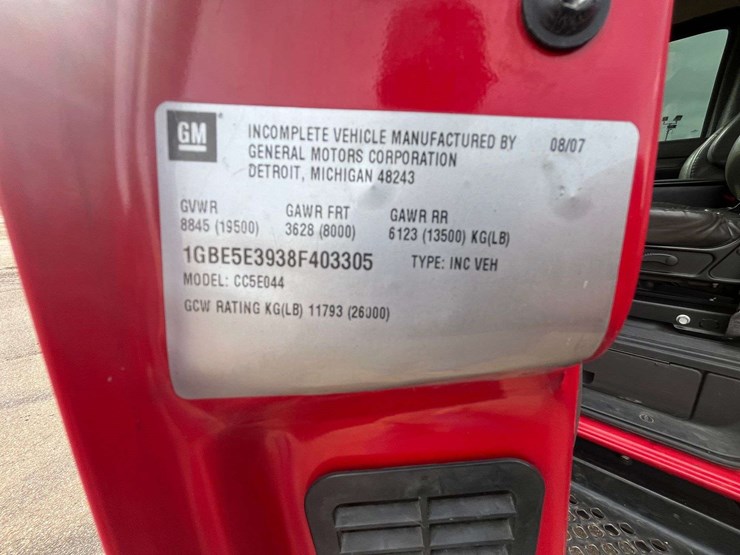 GM
INCOMPLETE VEHICLE MANUFACTURED BY 08/07
GENERAL MOTORS CORPORATION
DETROIT, MICHIGAN 48243
GVWR GAWR FRT GAWR RR
8845 (19500) 3628 (8000) 6123 (13500) KG(LB)
1GBE5E3938F403305 TYPE: INC VEH
MODEL: CC5E044
GCW RATING KG(LB) 11793 (26000)